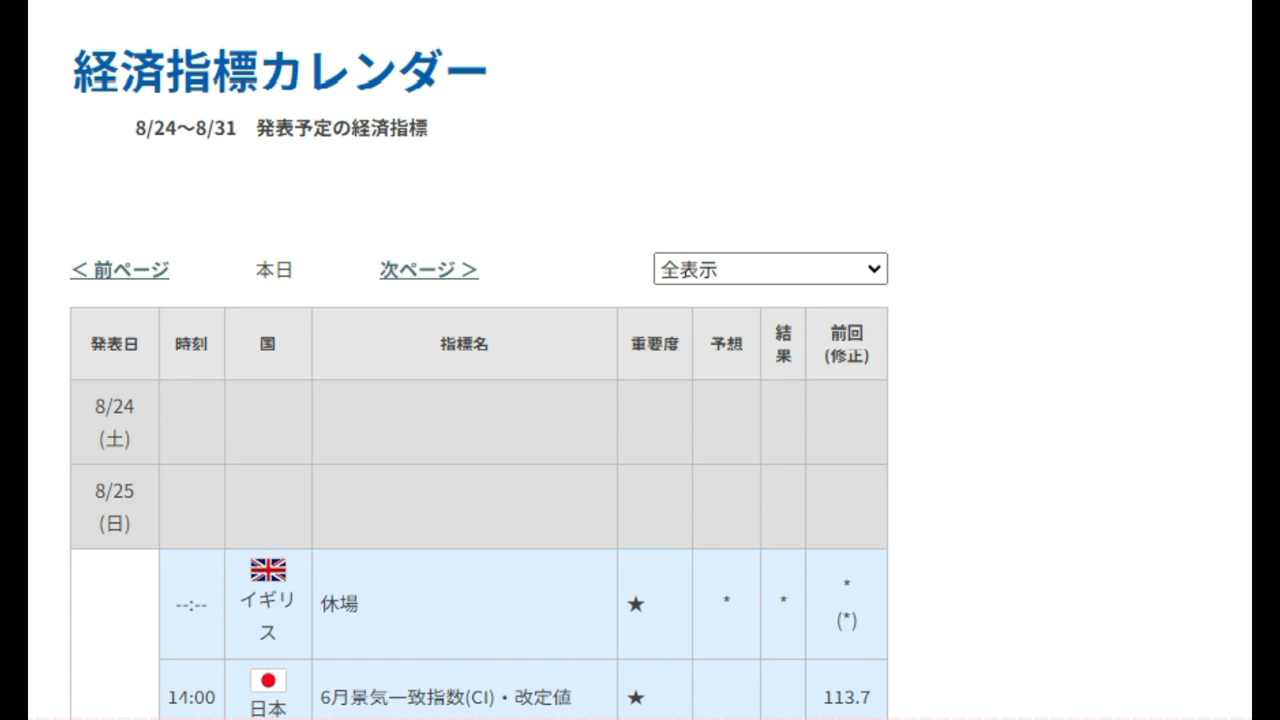 経済指標カレンダー
8/24～8/31　発表予定の経済指標
＜ 前ページ 本日 次ページ ＞ 全表示
発表日 時刻 国 指標名 重要度 予想 結果 前回(修正)
8/24
(土)
8/25
(日)
--:-- イギリス 休場 ★ * * *
(*)
14:00 日本 6月景気一致指数(CI)・改定値 ★ 113.7